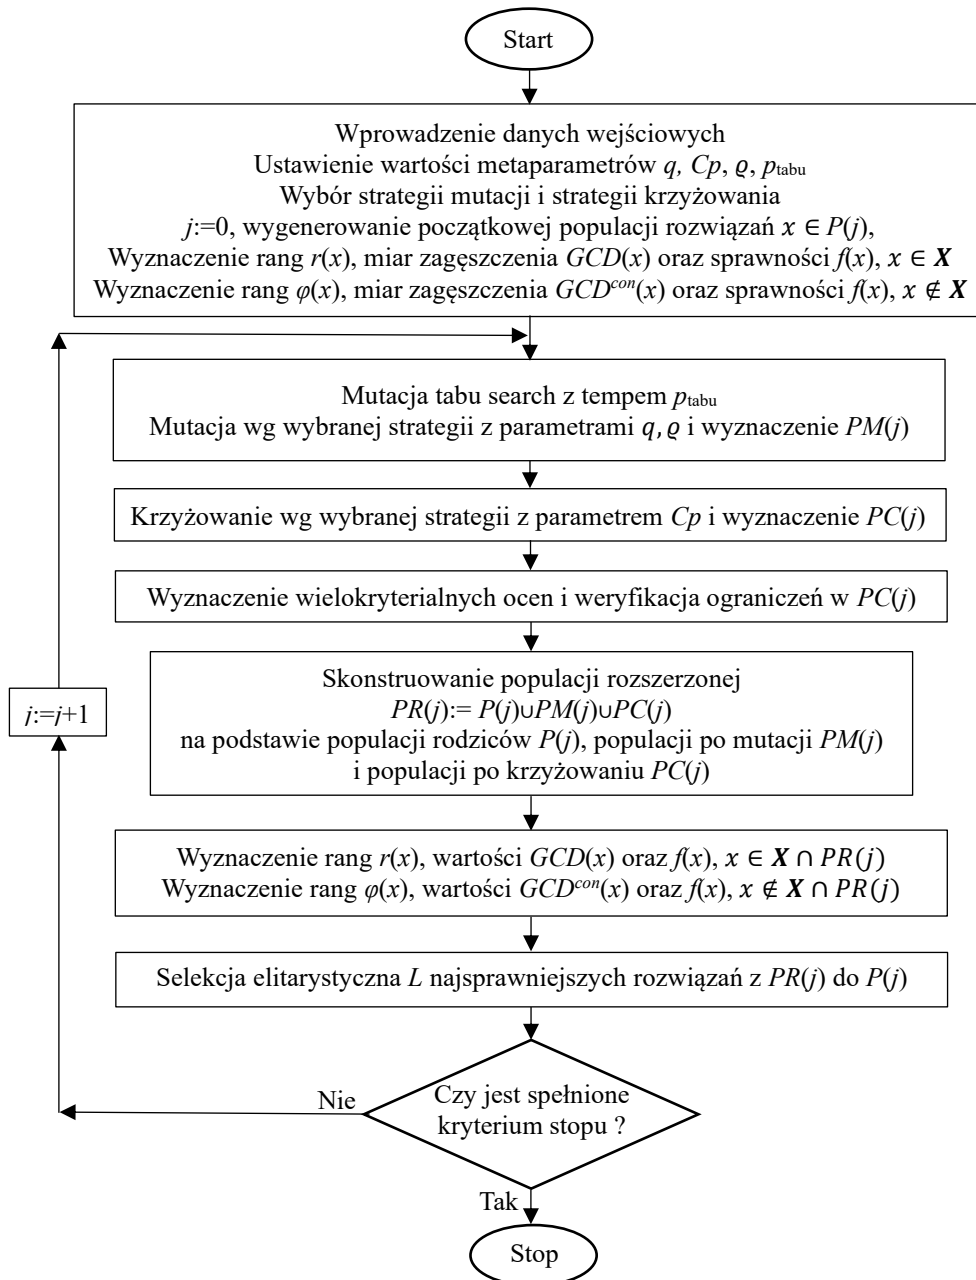 Start
Wprowadzenie danych wejściowych
Ustawienie wartości metaparametrów q, Cp, ϱ, pₜₐbᵤ
Wybór strategii mutacji i strategii krzyżowania
j:=0, wygenerowanie początkowej populacji rozwiązań x ∈ P(j),
Wyznaczenie rang r(x), miar zagęszczenia GCD(x) oraz sprawności f(x), x ∈ X
Wyznaczenie rang φ(x), miar zagęszczenia GCDᶜᵒⁿ(x) oraz sprawności f(x), x ∉ X
Mutacja tabu search z tempem pₜₐbᵤ
Mutacja wg wybranej strategii z parametrami q, ϱ i wyznaczenie PM(j)
Krzyżowanie wg wybranej strategii z parametrem Cp i wyznaczenie PC(j)
Wyznaczenie wielokryterialnych ocen i weryfikacja ograniczeń w PC(j)
Skonstruowanie populacji rozszerzonej
PR(j):= P(j)∪PM(j)∪PC(j)
na podstawie populacji rodziców P(j), populacji po mutacji PM(j)
i populacji po krzyżowaniu PC(j)
j:=j+1
Wyznaczenie rang r(x), wartości GCD(x) oraz f(x), x ∈ X ∩ PR(j)
Wyznaczenie rang φ(x), wartości GCDᶜᵒⁿ(x) oraz f(x), x ∉ X ∩ PR(j)
Selekcja elitarystyczna L najsprawniejszych rozwiązań z PR(j) do P(j)
Czy jest spełnione
kryterium stopu ?
Nie
Tak
Stop